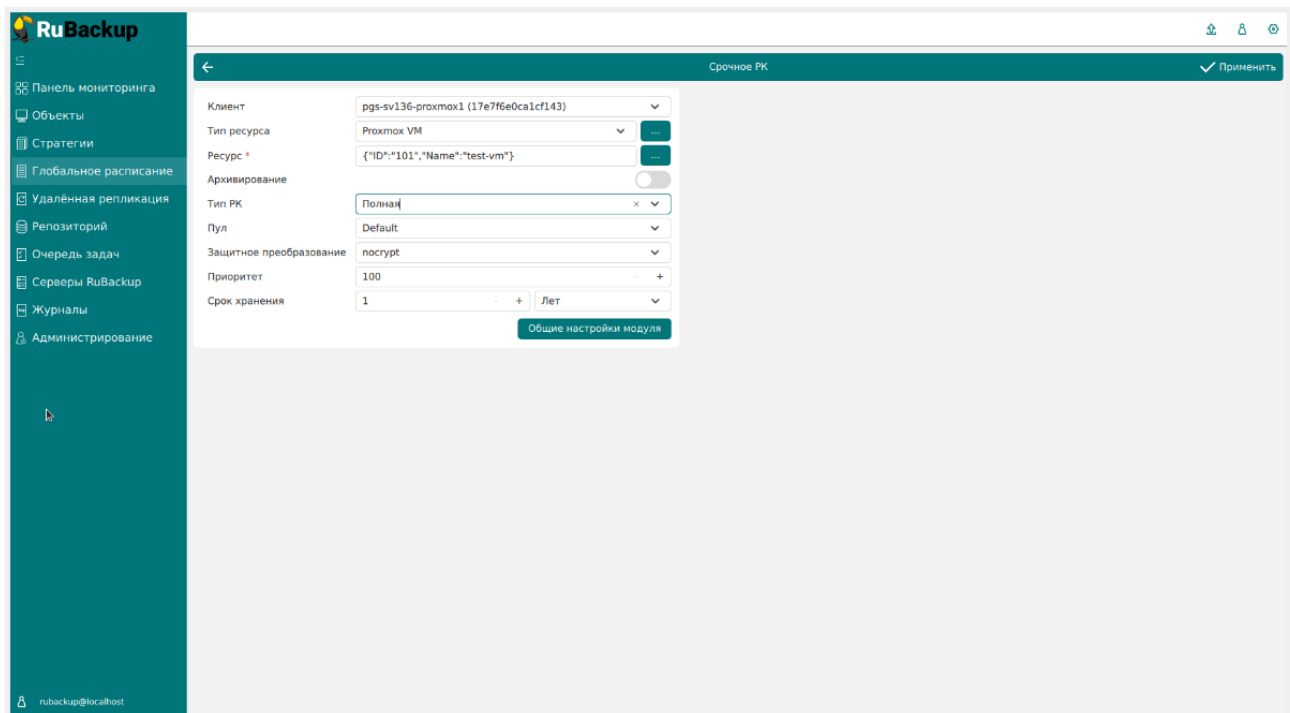 RuBackup
Срочное РК
Применить
Панель мониторинга
Объекты
Стратегии
Глобальное расписание
Удалённая репликация
Репозиторий
Очередь задач
Серверы RuBackup
Журналы
Администрирование
rubackup@localhost
Клиент pgs-sv136-proxmox1 (17e7f6e0ca1cf143)
Тип ресурса Proxmox VM ...
Ресурс * {"ID":"101","Name":"test-vm"} ...
Архивирование
Тип РК Полная
Пул Default
Защитное преобразование nocrypt
Приоритет 100 - +
Срок хранения 1 - + Лет
Общие настройки модуля